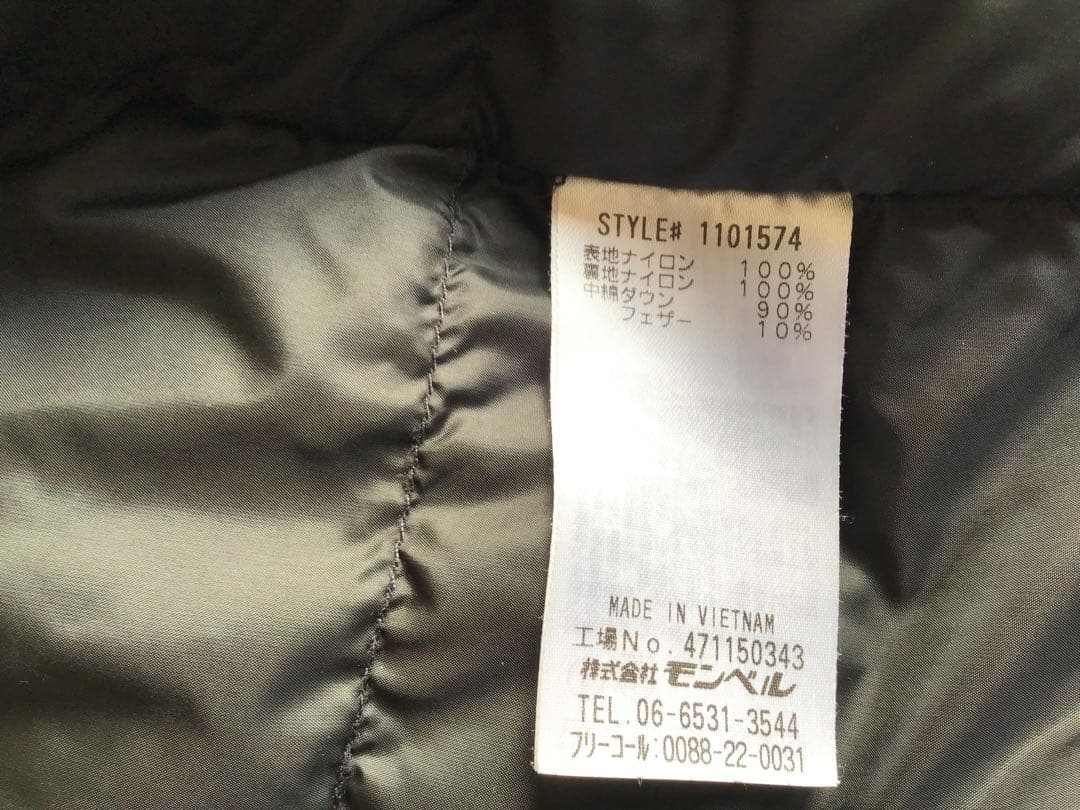 STYLE# 1101574
表地ナイロン 100%
裏地ナイロン 100%
中綿ダウン 90%
フェザー 10%
MADE IN VIETNAM
工場No. 471150343
株式会社 モンベル
TEL.06-6531-3544
フリーコール:0088-22-0031